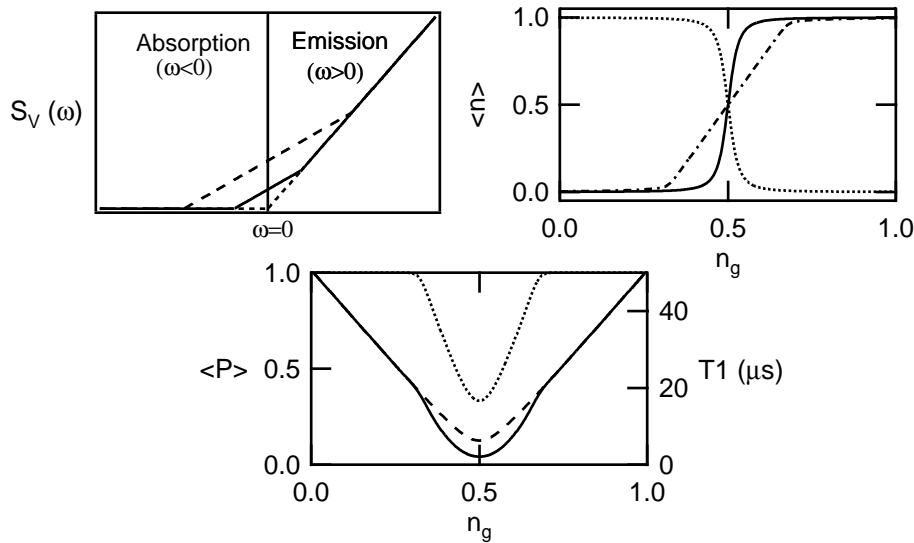 Absorption
(ω<0)
Emission
(ω>0)
S_V (ω)
ω=0
1.0
0.5
0.0
<n>
0.0
0.5
1.0
n_g
1.0
0.5
0.0
<P>
40
20
0
T1 (μs)
0.0
0.5
1.0
n_g